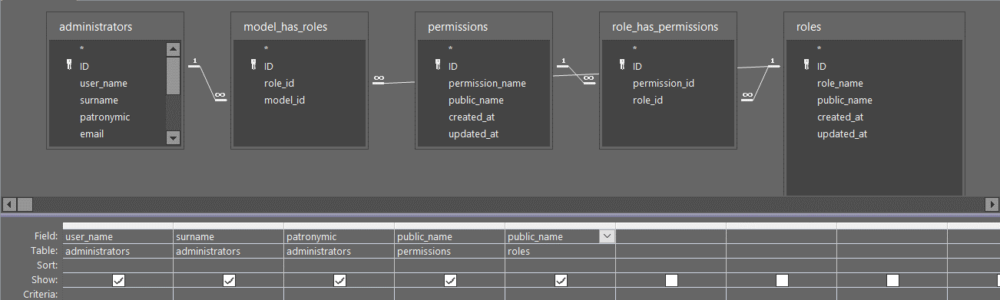 administrators
*
ID
user_name
surname
patronymic
email
model_has_roles
*
ID
role_id
model_id
permissions
*
ID
permission_name
public_name
created_at
updated_at
role_has_permissions
*
ID
permission_id
role_id
roles
*
ID
role_name
public_name
created_at
updated_at
1 ∞
∞ 1
1 ∞
∞
Field: user_name surname patronymic public_name public_name
Table: administrators administrators administrators permissions roles
Sort:
Show:
Criteria: